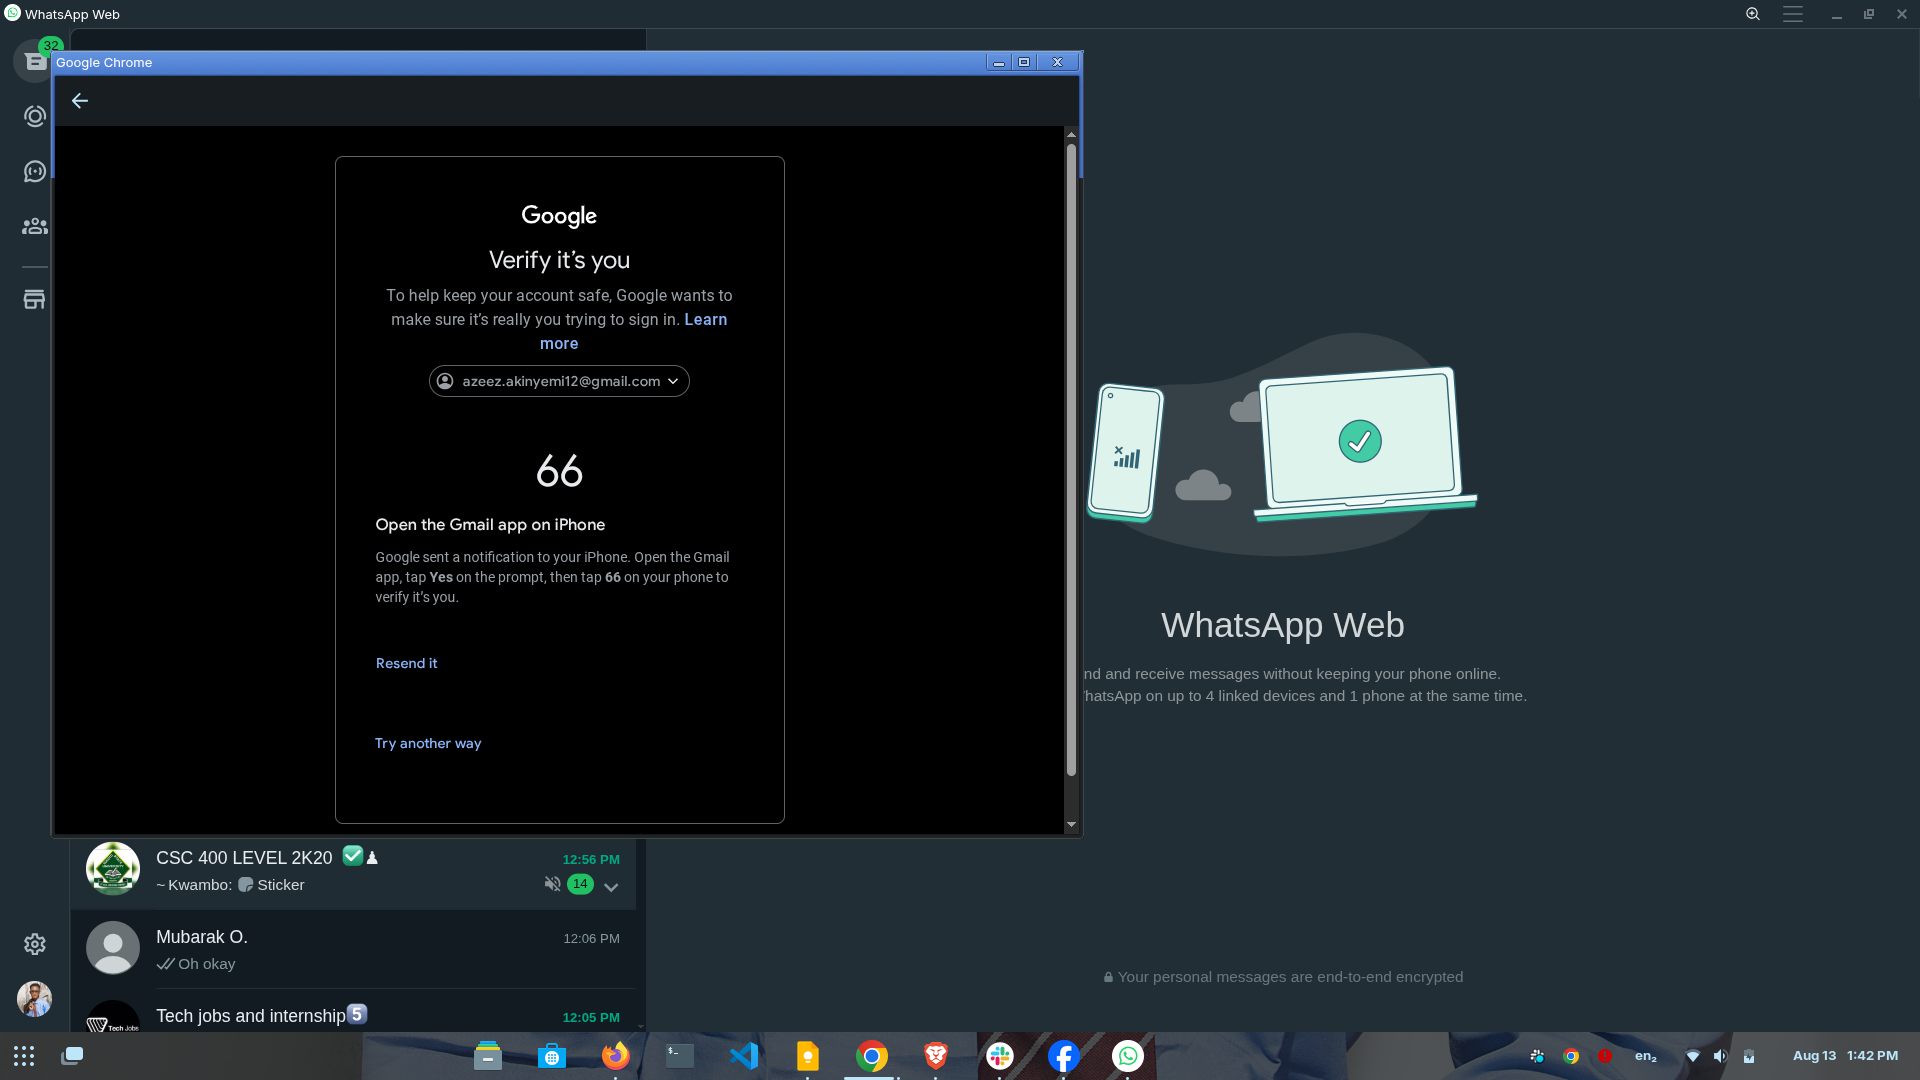 WhatsApp Web
32
Google Chrome
Google
Verify it's you
To help keep your account safe, Google wants to
make sure it's really you trying to sign in. Learn
more
azeez.akinyemi12@gmail.com
66
Open the Gmail app on iPhone
Google sent a notification to your iPhone. Open the Gmail
app, tap Yes on the prompt, then tap 66 on your phone to
verify it's you.
Resend it
Try another way
WhatsApp Web
nd and receive messages without keeping your phone online.
hatsApp on up to 4 linked devices and 1 phone at the same time.
Your personal messages are end-to-end encrypted
CSC 400 LEVEL 2K20 ✅♟
12:56 PM
~ Kwambo: Sticker
14
Mubarak O.
12:06 PM
Oh okay
Tech jobs and internship5️⃣
12:05 PM
Tech Jobs
en₂
Aug 13 1:42 PM